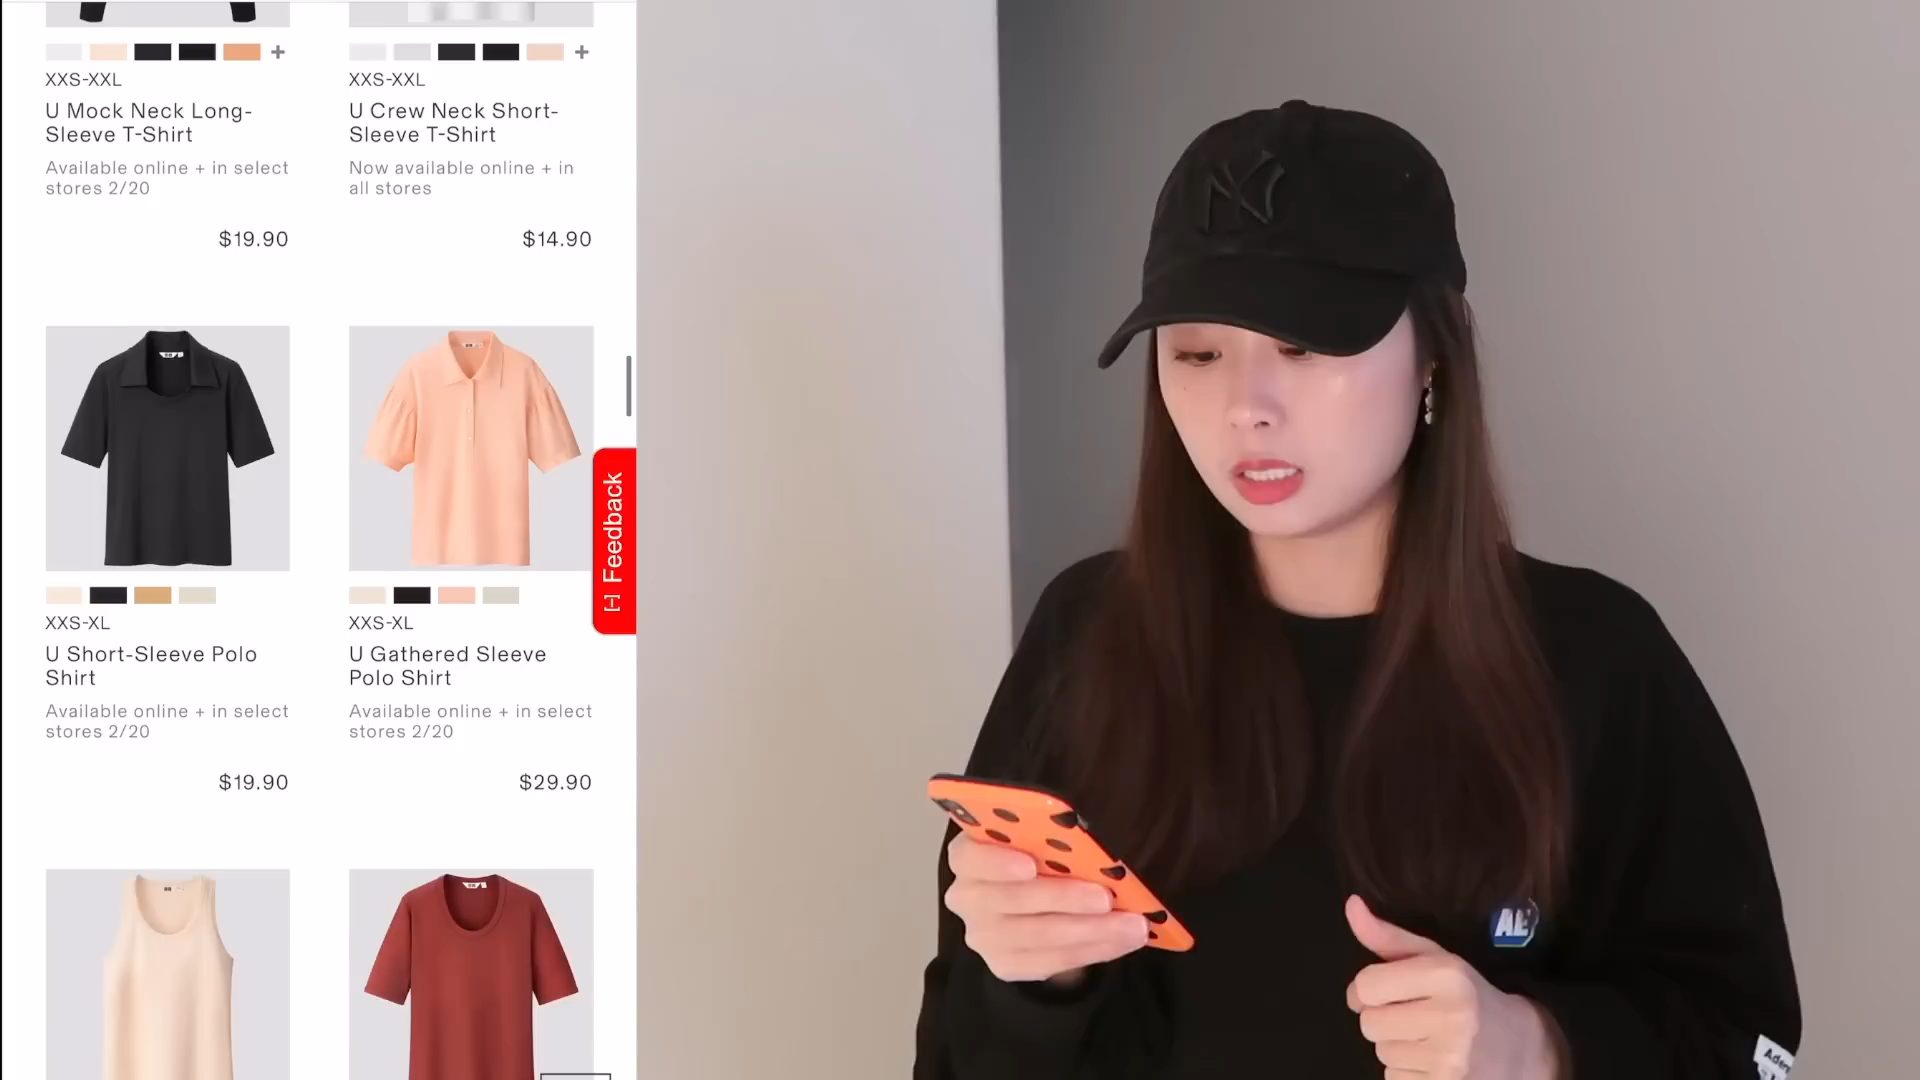 XXS-XXL
U Mock Neck Long-
Sleeve T-Shirt
Available online + in select
stores 2/20
$19.90
XXS-XXL
U Crew Neck Short-
Sleeve T-Shirt
Now available online + in
all stores
$14.90
XXS-XL
U Short-Sleeve Polo
Shirt
Available online + in select
stores 2/20
$19.90
XXS-XL
U Gathered Sleeve
Polo Shirt
Available online + in select
stores 2/20
$29.90
[-] Feedback
NY
AE